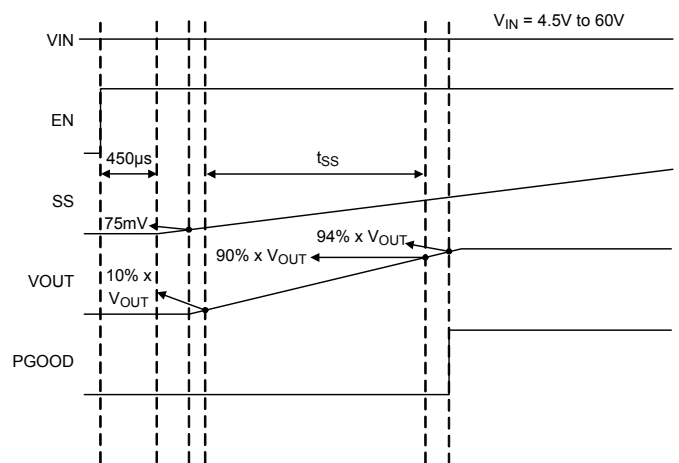 V_IN = 4.5V to 60V
VIN
EN
450µs
t_SS
SS
75mV
94% x V_OUT
90% x V_OUT
10% x
V_OUT
VOUT
PGOOD